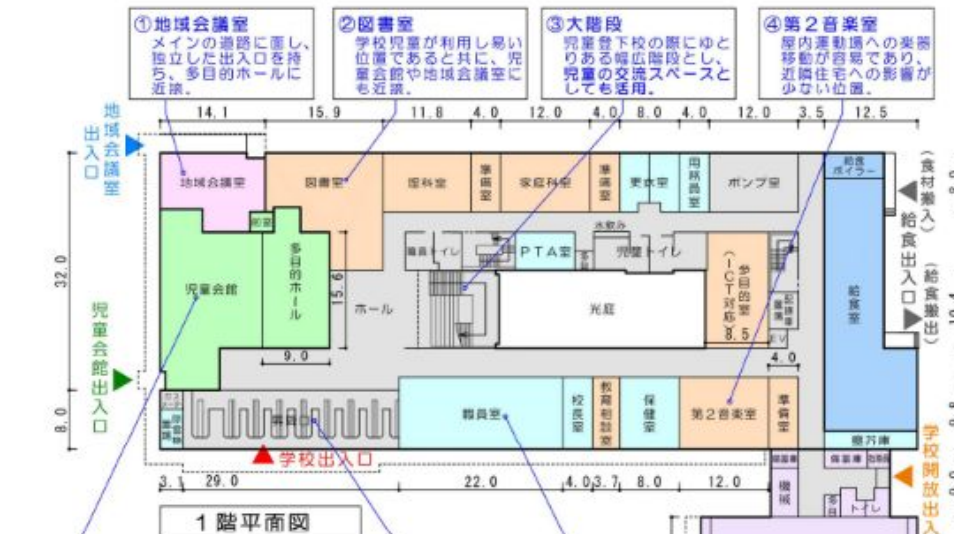 ①地域会議室
メインの道路に面し、
独立した出入口を持
ち、多目的ホールに
近接。
②図書室
学校児童が利用し易い
位置であると共に、児
童会館や地域会議室に
も近接。
③大階段
児童登下校の際にゆと
りある幅広階段とし、
児童の交流スペースと
しても活用。
④第２音楽室
屋内運動場への楽器
移動が容易であり、
近隣住宅への影響が
少ない位置。
14.1
15.9
11.8
4.0
12.0
4.0
8.0
4.0
12.0
3.5
12.5
地域会議室
出入口
地域会議室
図書室
理科室
準備室
家庭科室
準備室
更衣室
用務員室
ポンプ室
給食
ボイラー
（食材搬入）
給食出入口
（給食搬出）
32.0
前室
職員トイレ
PTA室
水飲み
児童トイレ
多目的室
（ICT対応）
8.5
児童会館
多目的ホール
15.6
ホール
光庭
EV
給食室
9.0
4.0
児童会館出入口
8.0
職員室
校長室
教育相談室
保健室
第２音楽室
準備室
学校出入口
3.1
29.0
22.0
4.0
3.7
8.0
12.0
機械
トイレ
学校開放出入
１階平面図